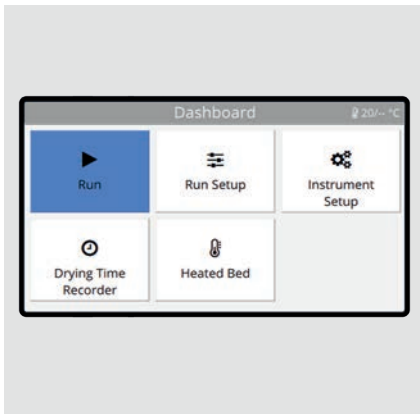 Dashboard
20/-- °C
Run
Run Setup
Instrument
Setup
Drying Time
Recorder
Heated Bed